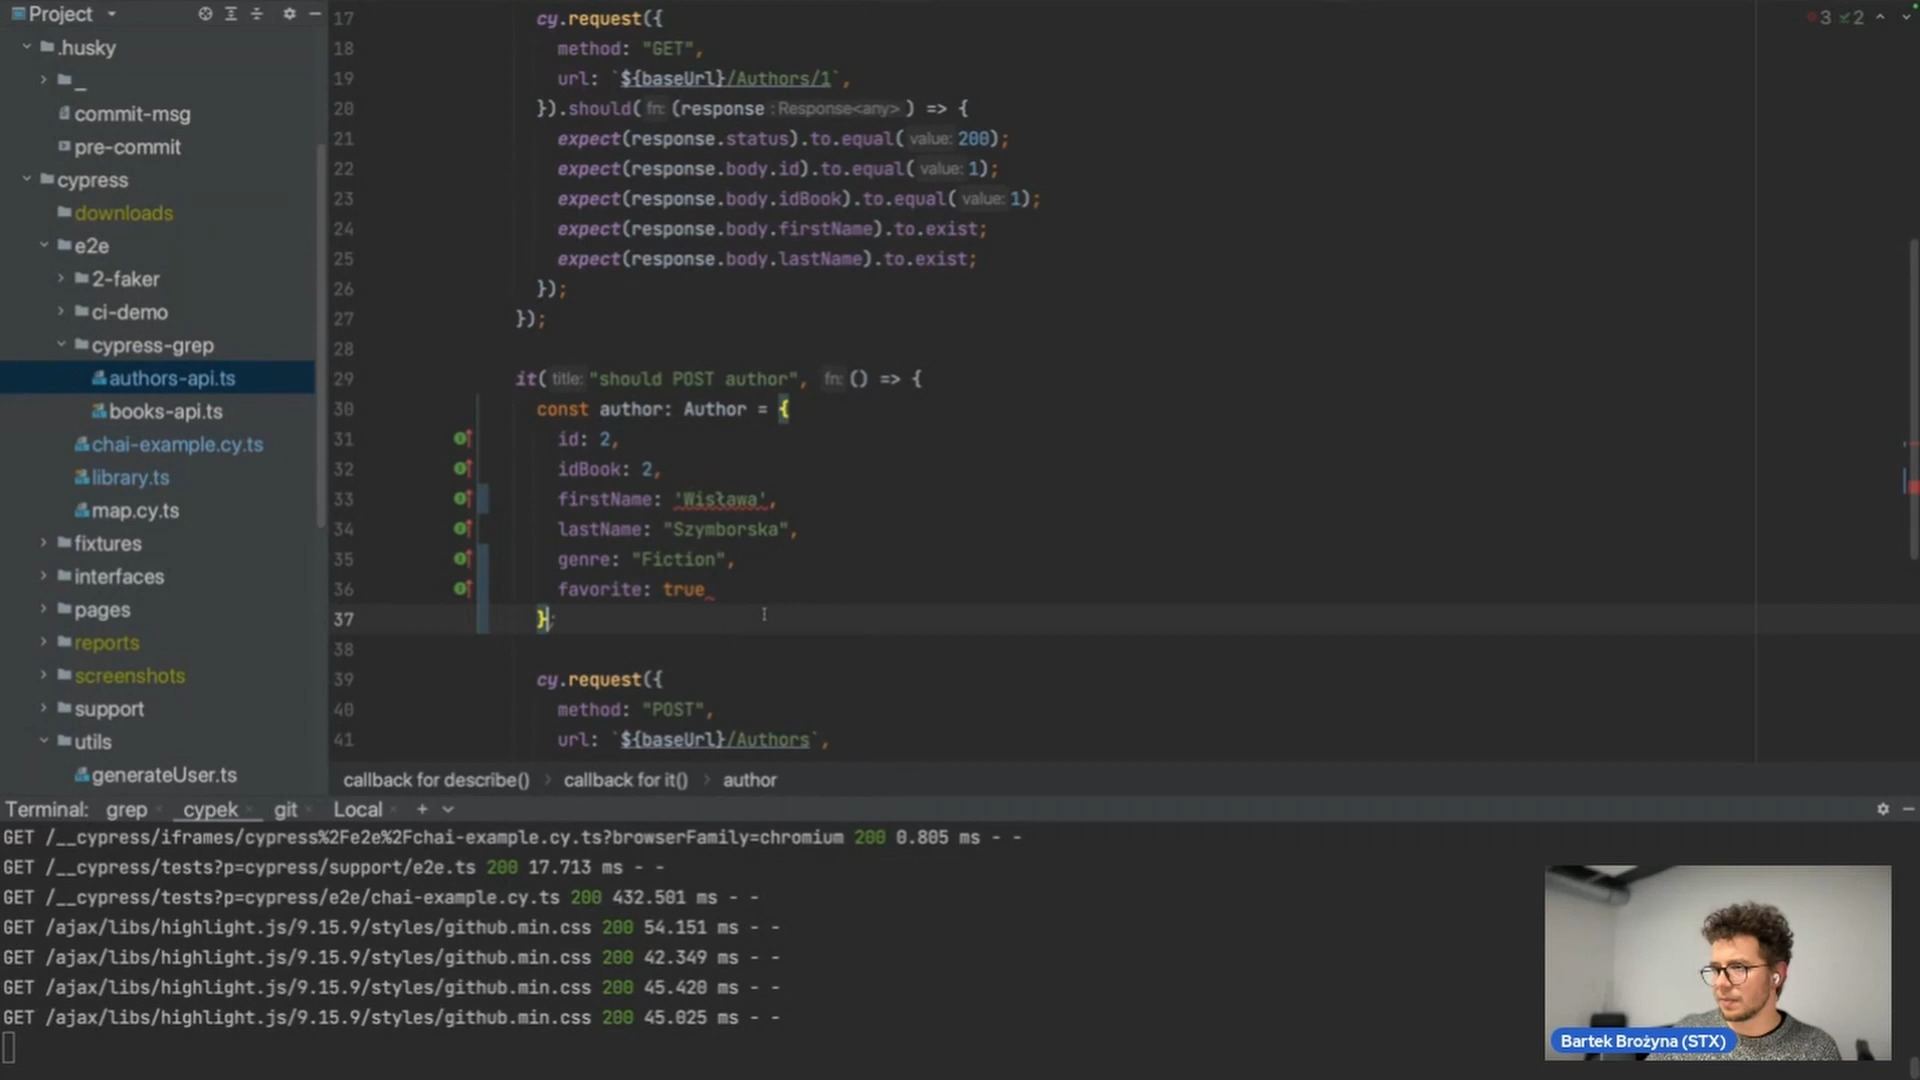 Project
.husky
_
commit-msg
pre-commit
cypress
downloads
e2e
2-faker
ci-demo
cypress-grep
authors-api.ts
books-api.ts
chai-example.cy.ts
library.ts
map.cy.ts
fixtures
interfaces
pages
reports
screenshots
support
utils
generateUser.ts
3 2
17 cy.request({
18 method: "GET",
19 url: `${baseUrl}/Authors/1`,
20 }).should( fn: (response : Response<any> ) => {
21 expect(response.status).to.equal( value: 200);
22 expect(response.body.id).to.equal( value: 1);
23 expect(response.body.idBook).to.equal( value: 1);
24 expect(response.body.firstName).to.exist;
25 expect(response.body.lastName).to.exist;
26 });
27 });
28
29 it( title: "should POST author", fn: () => {
30 const author: Author = {
31 id: 2,
32 idBook: 2,
33 firstName: 'Wisława',
34 lastName: "Szymborska",
35 genre: "Fiction",
36 favorite: true
37 };
38
39 cy.request({
40 method: "POST",
41 url: `${baseUrl}/Authors`,
callback for describe() › callback for it() › author
Terminal: grep × cypek × git × Local × +
GET /__cypress/iframes/cypress%2Fe2e%2Fchai-example.cy.ts?browserFamily=chromium 200 0.805 ms - -
GET /__cypress/tests?p=cypress/support/e2e.ts 200 17.713 ms - -
GET /__cypress/tests?p=cypress/e2e/chai-example.cy.ts 200 432.501 ms - -
GET /ajax/libs/highlight.js/9.15.9/styles/github.min.css 200 54.151 ms - -
GET /ajax/libs/highlight.js/9.15.9/styles/github.min.css 200 42.349 ms - -
GET /ajax/libs/highlight.js/9.15.9/styles/github.min.css 200 45.420 ms - -
GET /ajax/libs/highlight.js/9.15.9/styles/github.min.css 200 45.025 ms - -
Bartek Brożyna (STX)